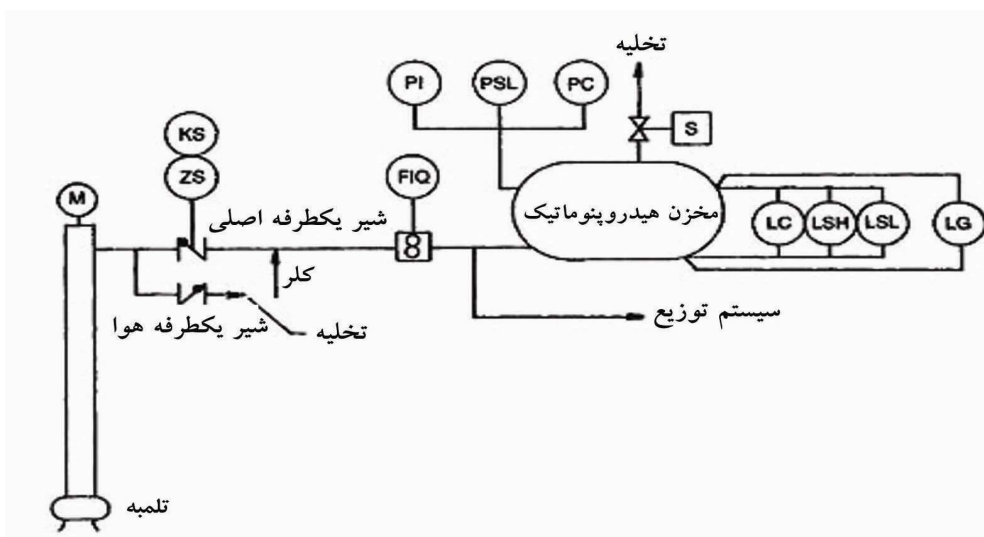 تخلیه
PI
PSL
PC
S
KS
ZS
M
FIQ
شیر یکطرفه اصلی
مخزن هیدروپنوماتیک
LC
LSH
LSL
LG
8
کلر
شیر یکطرفه هوا
تخلیه
سیستم توزیع
تلمبه